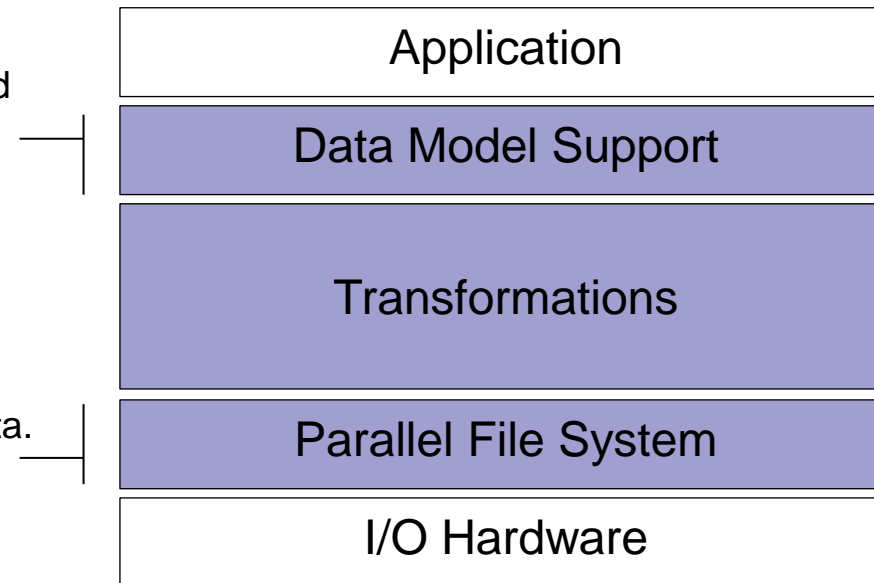 Application
Data Model Support
Transformations
Parallel File System
I/O Hardware